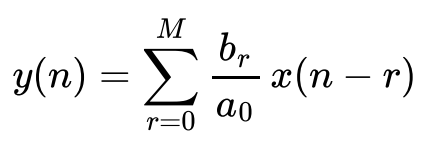 y(n) = \sum_{r=0}^{M} \frac{b_r}{a_0} x(n - r)